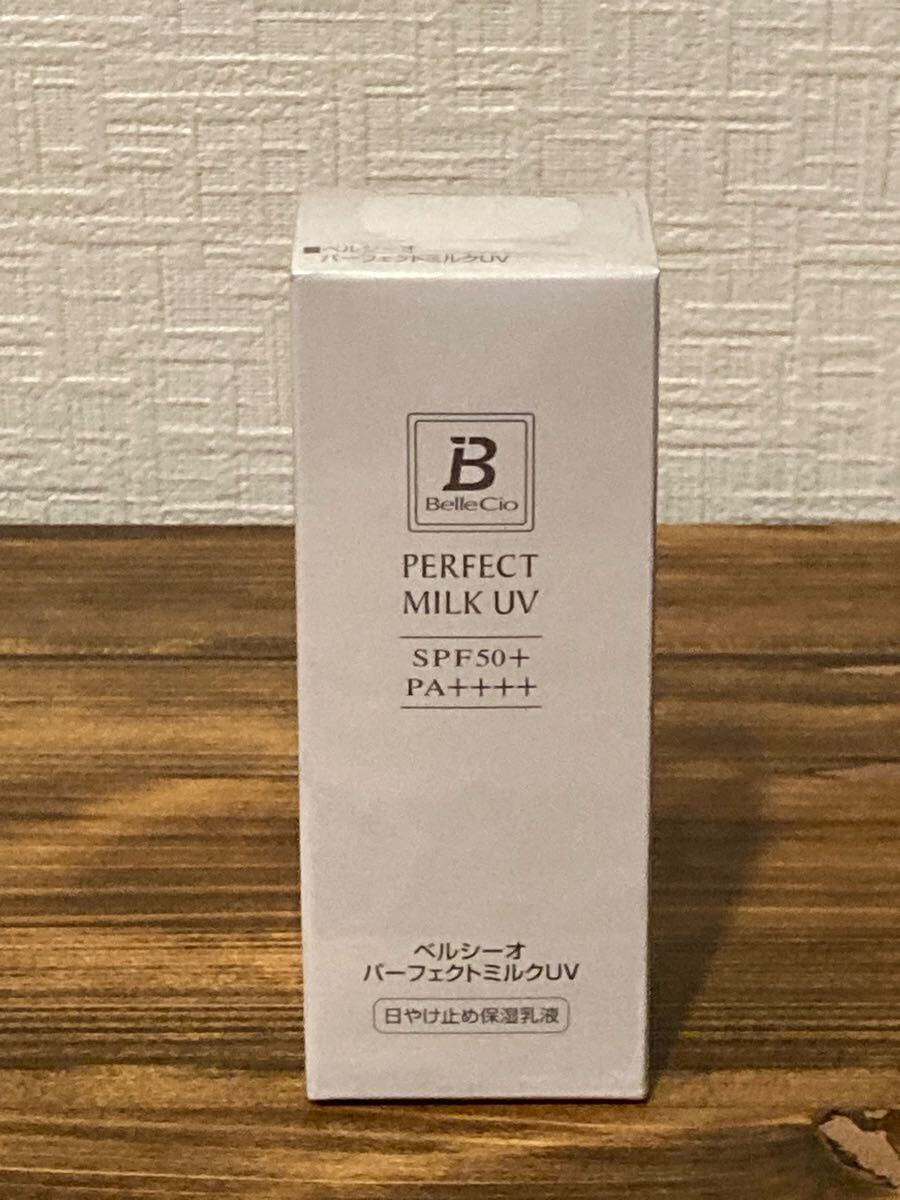 ■ベルシーオ
パーフェクトミルクUV
B
BelleCio
PERFECT
MILK UV
SPF50+
PA++++
ベルシーオ
パーフェクトミルクUV
日やけ止め保湿乳液